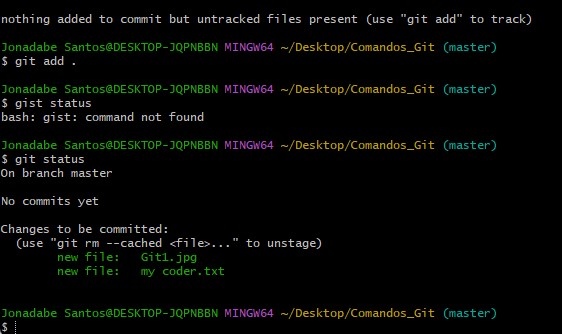 nothing added to commit but untracked files present (use "git add" to track)
Jonadabe Santos@DESKTOP-JQPNBBN MINGW64 ~/Desktop/Comandos_Git (master)
$ git add .
Jonadabe Santos@DESKTOP-JQPNBBN MINGW64 ~/Desktop/Comandos_Git (master)
$ gist status
bash: gist: command not found
Jonadabe Santos@DESKTOP-JQPNBBN MINGW64 ~/Desktop/Comandos_Git (master)
$ git status
On branch master
No commits yet
Changes to be committed:
  (use "git rm --cached <file>..." to unstage)
        new file:   Git1.jpg
        new file:   my coder.txt
Jonadabe Santos@DESKTOP-JQPNBBN MINGW64 ~/Desktop/Comandos_Git (master)
$